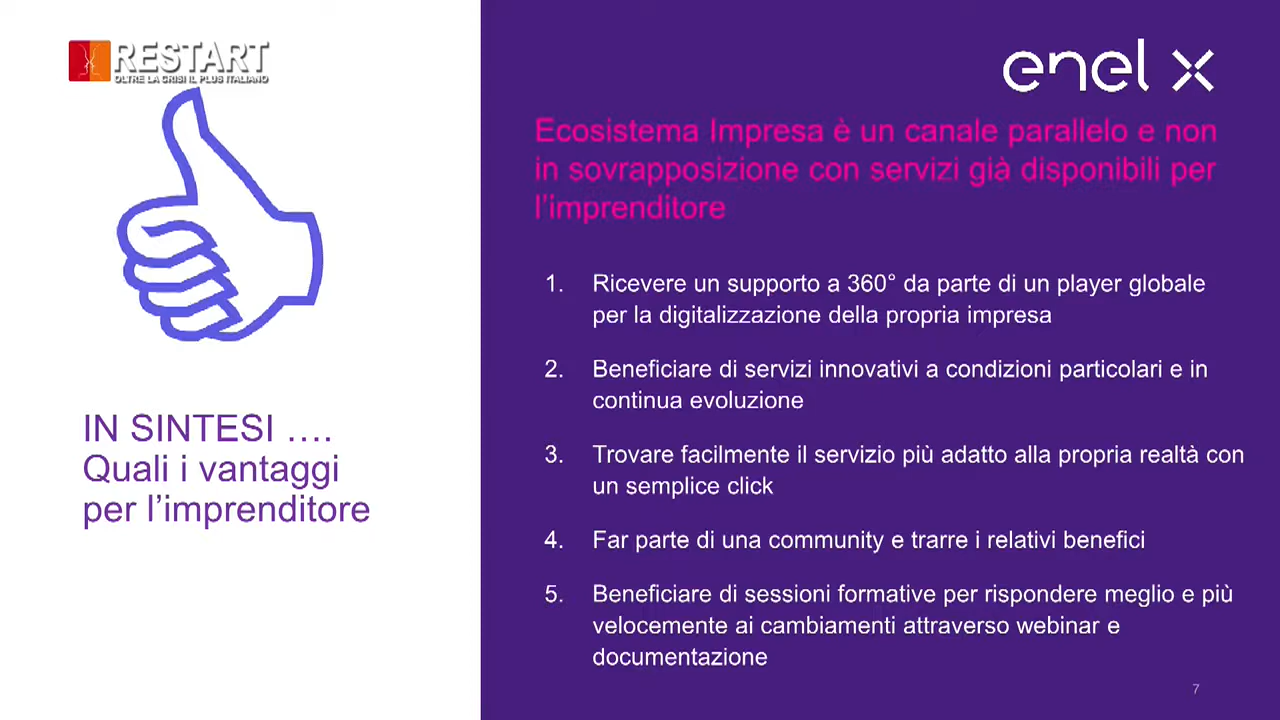 RESTART
OLTRE LA CRISI IL PLUS ITALIANO
enel x
Ecosistema Impresa è un canale parallelo e non
in sovrapposizione con servizi già disponibili per
l’imprenditore
IN SINTESI ….
Quali i vantaggi
per l’imprenditore
1. Ricevere un supporto a 360° da parte di un player globale
per la digitalizzazione della propria impresa
2. Beneficiare di servizi innovativi a condizioni particolari e in
continua evoluzione
3. Trovare facilmente il servizio più adatto alla propria realtà con
un semplice click
4. Far parte di una community e trarre i relativi benefici
5. Beneficiare di sessioni formative per rispondere meglio e più
velocemente ai cambiamenti attraverso webinar e
documentazione
7